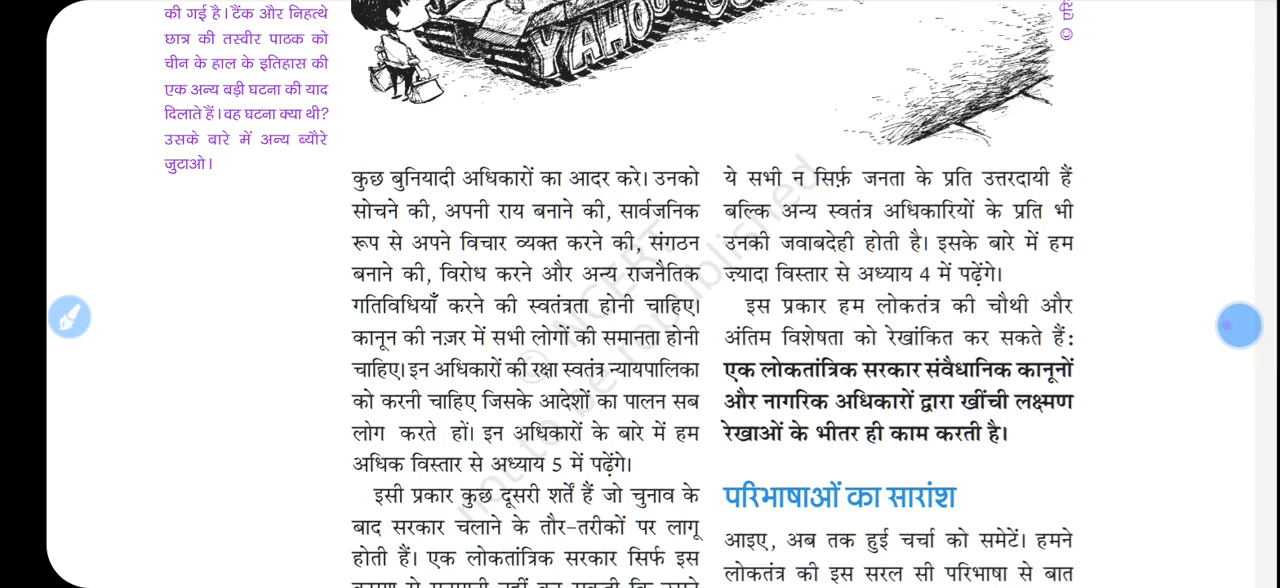 की गई है। टैंक और निहत्थे
छात्र की तस्वीर पाठक को
चीन के हाल के इतिहास की
एक अन्य बड़ी घटना की याद
दिलाते हैं। वह घटना क्या थी?
उसके बारे में अन्य ब्यौरे
जुटाओ।
YAHO
©
कुछ बुनियादी अधिकारों का आदर करे। उनको
सोचने की, अपनी राय बनाने की, सार्वजनिक
रूप से अपने विचार व्यक्त करने की, संगठन
बनाने की, विरोध करने और अन्य राजनैतिक
गतिविधियाँ करने की स्वतंत्रता होनी चाहिए।
कानून की नज़र में सभी लोगों की समानता होनी
चाहिए। इन अधिकारों की रक्षा स्वतंत्र न्यायपालिका
को करनी चाहिए जिसके आदेशों का पालन सब
लोग करते हों। इन अधिकारों के बारे में हम
अधिक विस्तार से अध्याय 5 में पढ़ेंगे।
इसी प्रकार कुछ दूसरी शर्तें हैं जो चुनाव के
बाद सरकार चलाने के तौर-तरीकों पर लागू
होती हैं। एक लोकतांत्रिक सरकार सिर्फ इस
ये सभी न सिर्फ़ जनता के प्रति उत्तरदायी हैं
बल्कि अन्य स्वतंत्र अधिकारियों के प्रति भी
उनकी जवाबदेही होती है। इसके बारे में हम
ज़्यादा विस्तार से अध्याय 4 में पढ़ेंगे।
इस प्रकार हम लोकतंत्र की चौथी और
अंतिम विशेषता को रेखांकित कर सकते हैं:
एक लोकतांत्रिक सरकार संवैधानिक कानूनों
और नागरिक अधिकारों द्वारा खींची लक्ष्मण
रेखाओं के भीतर ही काम करती है।
परिभाषाओं का सारांश
आइए, अब तक हुई चर्चा को समेटें। हमने
लोकतंत्र की इस सरल सी परिभाषा से बात
© NCERT
not to be republished